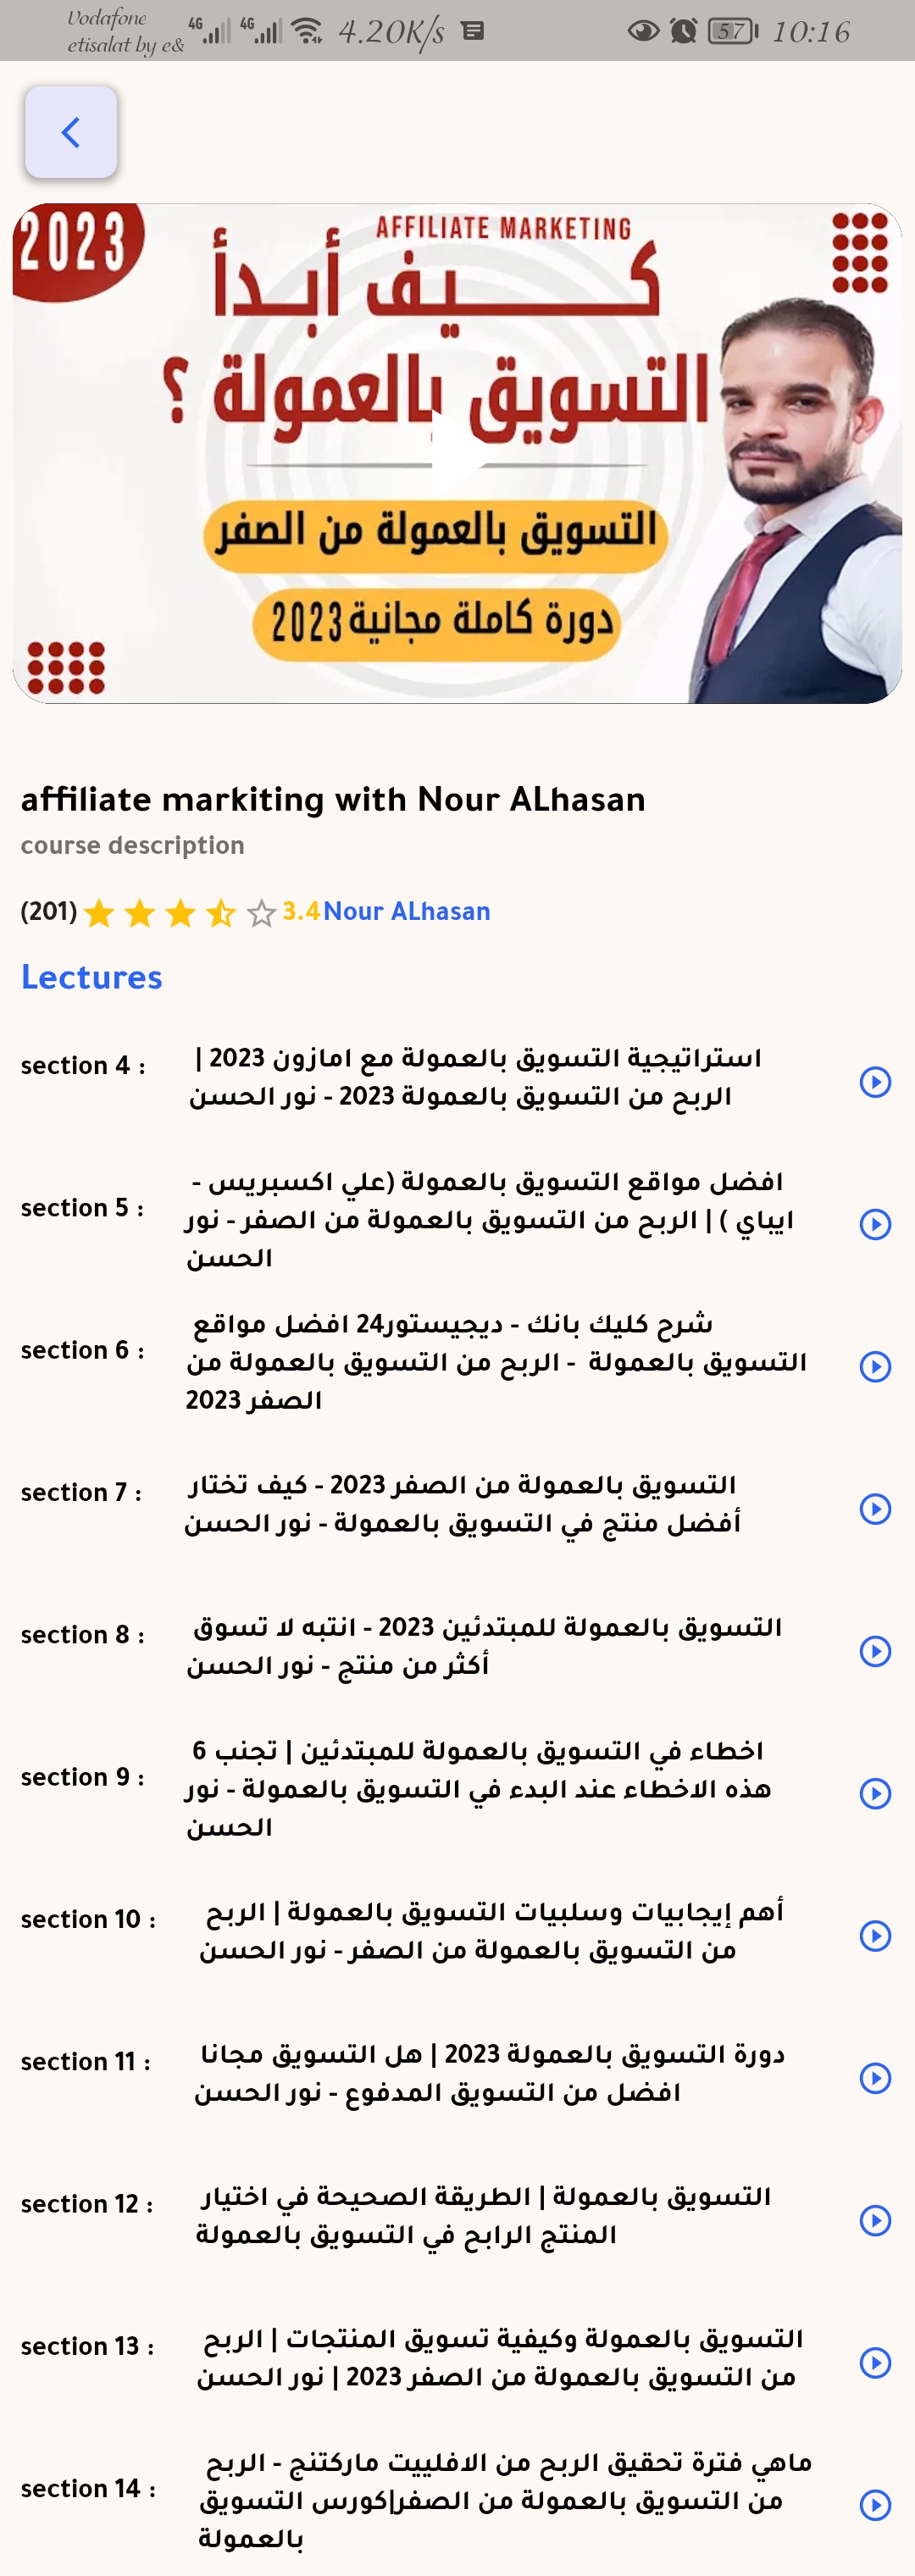 Vodafone
etisalat by e&
4G 4G 4.20K/s 57 10:16
2023
AFFILIATE MARKETING
كيف أبدأ
التسويق بالعمولة ؟
التسويق بالعمولة من الصفر
دورة كاملة مجانية 2023
affiliate markiting with Nour ALhasan
course description
(201) 3.4 Nour ALhasan
Lectures
section 4 :
استراتيجية التسويق بالعمولة مع امازون 2023 |
الربح من التسويق بالعمولة 2023 - نور الحسن
section 5 :
افضل مواقع التسويق بالعمولة (علي اكسبريس -
ايباي ) | الربح من التسويق بالعمولة من الصفر - نور
الحسن
section 6 :
شرح كليك بانك - ديجيستور24 افضل مواقع
التسويق بالعمولة - الربح من التسويق بالعمولة من
الصفر 2023
section 7 :
التسويق بالعمولة من الصفر 2023 - كيف تختار
أفضل منتج في التسويق بالعمولة - نور الحسن
section 8 :
التسويق بالعمولة للمبتدئين 2023 - انتبه لا تسوق
أكثر من منتج - نور الحسن
section 9 :
اخطاء في التسويق بالعمولة للمبتدئين | تجنب 6
هذه الاخطاء عند البدء في التسويق بالعمولة - نور
الحسن
section 10 :
أهم إيجابيات وسلبيات التسويق بالعمولة | الربح
من التسويق بالعمولة من الصفر - نور الحسن
section 11 :
دورة التسويق بالعمولة 2023 | هل التسويق مجانا
افضل من التسويق المدفوع - نور الحسن
section 12 :
التسويق بالعمولة | الطريقة الصحيحة في اختيار
المنتج الرابح في التسويق بالعمولة
section 13 :
التسويق بالعمولة وكيفية تسويق المنتجات | الربح
من التسويق بالعمولة من الصفر 2023 | نور الحسن
section 14 :
ماهي فترة تحقيق الربح من الافلييت ماركتنج - الربح
من التسويق بالعمولة من الصفر|كورس التسويق
بالعمولة